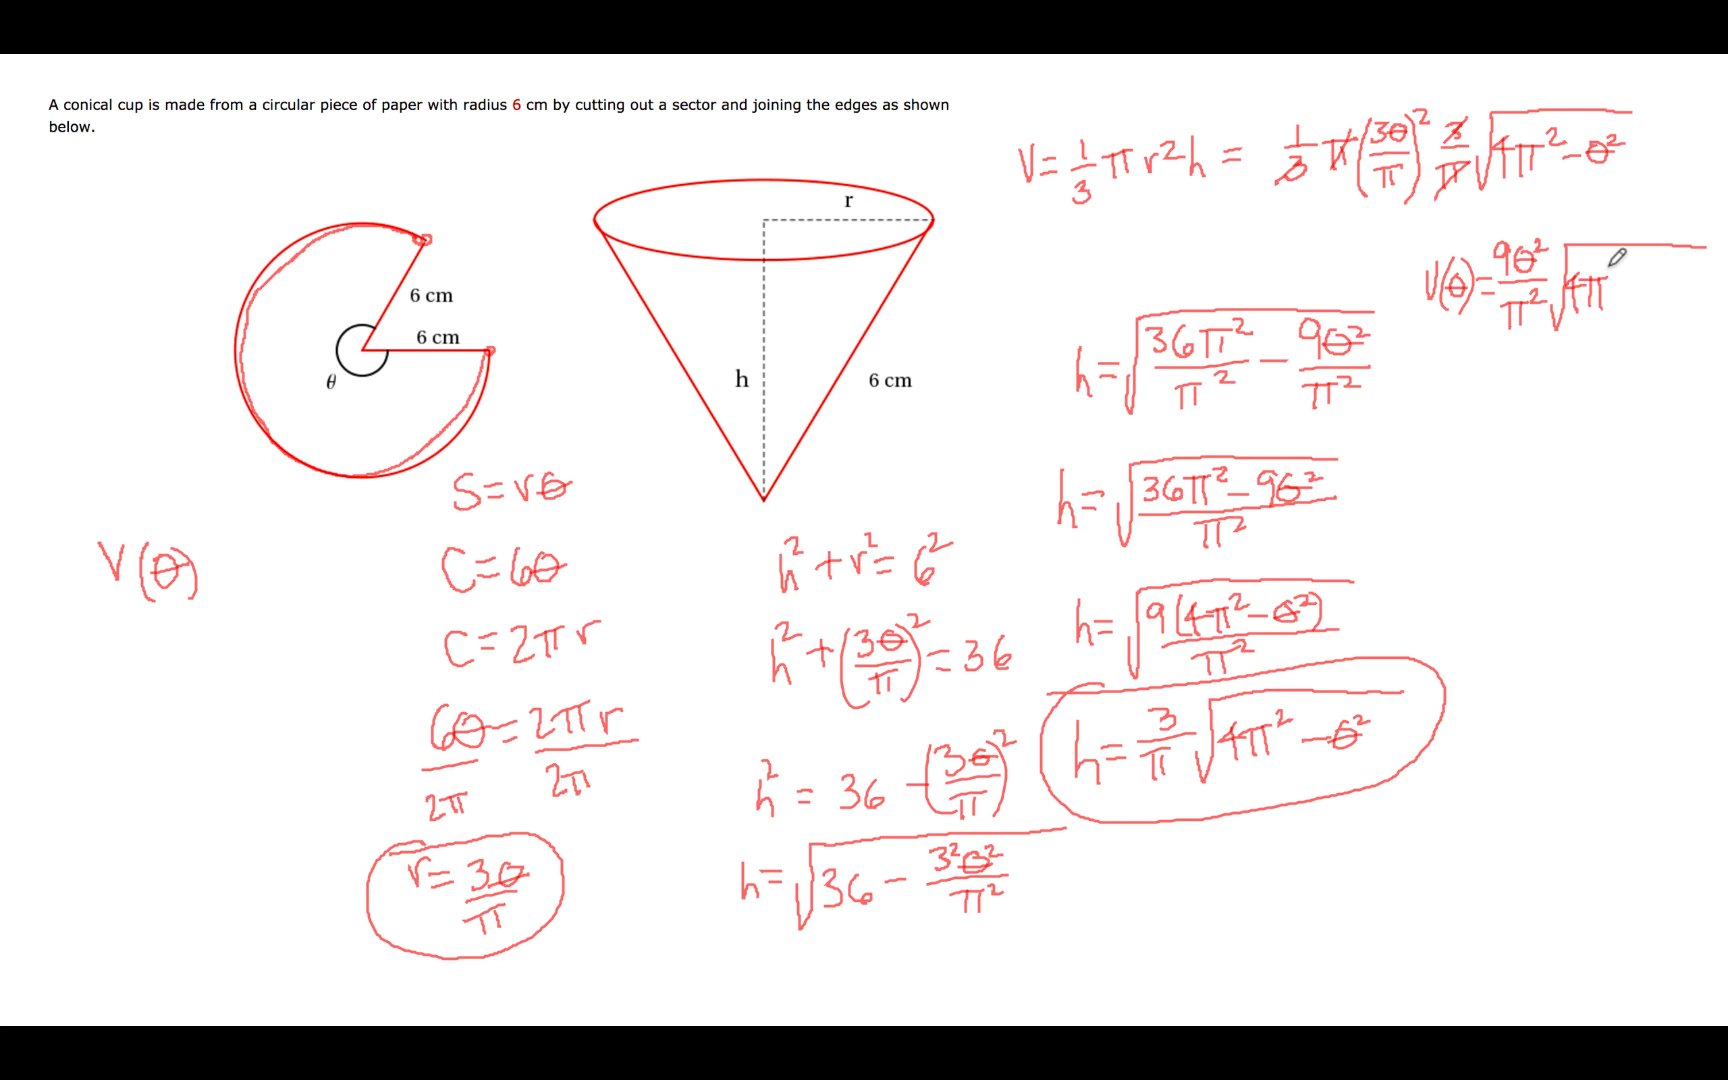 A conical cup is made from a circular piece of paper with radius 6 cm by cutting out a sector and joining the edges as shown
below.
6 cm
6 cm
θ
r
h
6 cm
V(θ)
S=rθ
C=6θ
C=2πr
6θ/2π = 2πr/2π
r=3θ/π
h²+r²=6²
h²+(3θ/π)²=36
h²=36-(3θ/π)²
h=√(36-3²θ²/π²)
V=1/3 πr²h = 1/3 π(3θ/π)² 3/π √(4π²-θ²)
V(θ)=9θ²/π² √4π
h=√(36π²/π² - 9θ²/π²)
h=√((36π²-9θ²)/π²)
h=√(9(4π²-θ²)/π²)
h=3/π √(4π²-θ²)